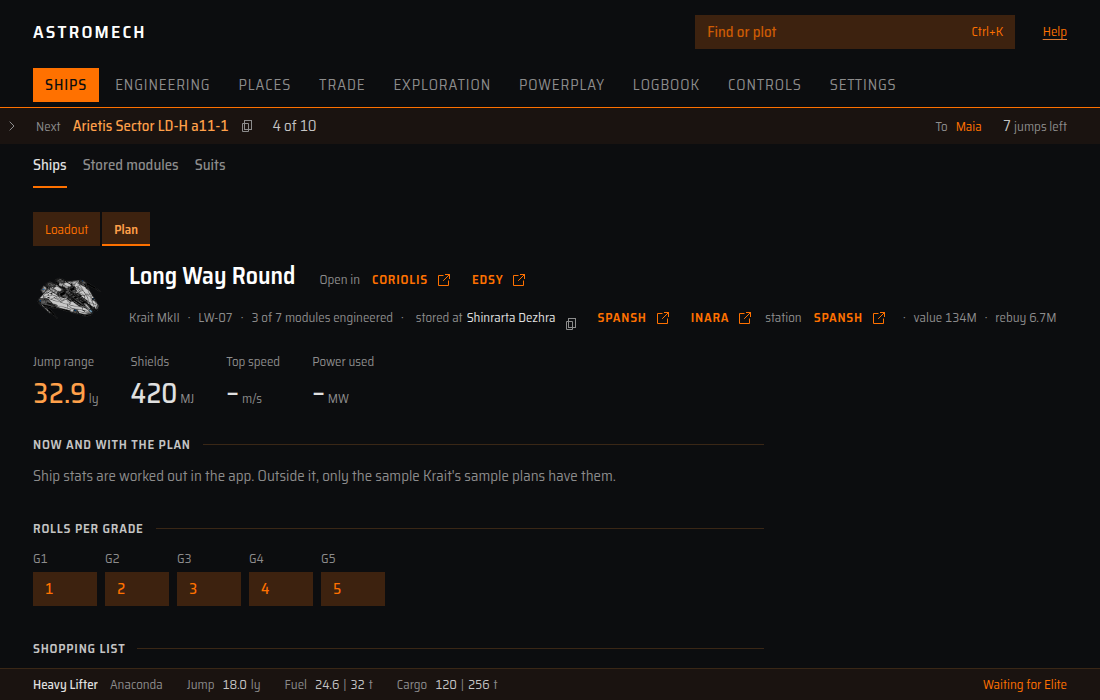 ASTROMECH
Find or plot Ctrl+K Help
SHIPS ENGINEERING PLACES TRADE EXPLORATION POWERPLAY LOGBOOK CONTROLS SETTINGS
Next Arietis Sector LD-H a11-1 4 of 10 To Maia 7 jumps left
Ships Stored modules Suits
Loadout Plan
Long Way Round Open in CORIOLIS EDSY
Krait MkII · LW-07 · 3 of 7 modules engineered · stored at Shinrarta Dezhra SPANSH INARA station SPANSH · value 134M · rebuy 6.7M
Jump range Shields Top speed Power used
32.9 ly 420 MJ – m/s – MW
NOW AND WITH THE PLAN
Ship stats are worked out in the app. Outside it, only the sample Krait's sample plans have them.
ROLLS PER GRADE
G1 G2 G3 G4 G5
1 2 3 4 5
SHOPPING LIST
Heavy Lifter Anaconda Jump 18.0 ly Fuel 24.6 | 32 t Cargo 120 | 256 t Waiting for Elite